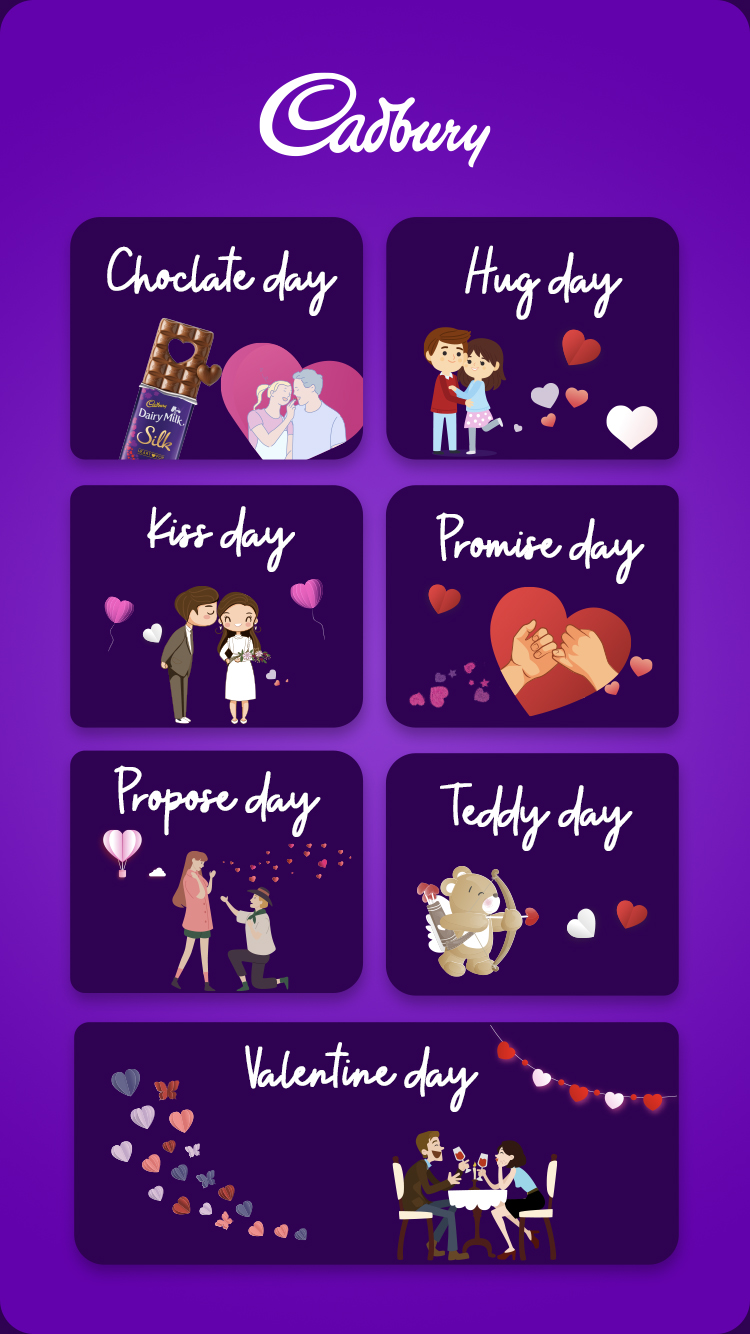 Cadbury
Choclate day
Hug day
Cadbury
Dairy Milk
Silk
Kiss day
Promise day
Propose day
Teddy day
Valentine day